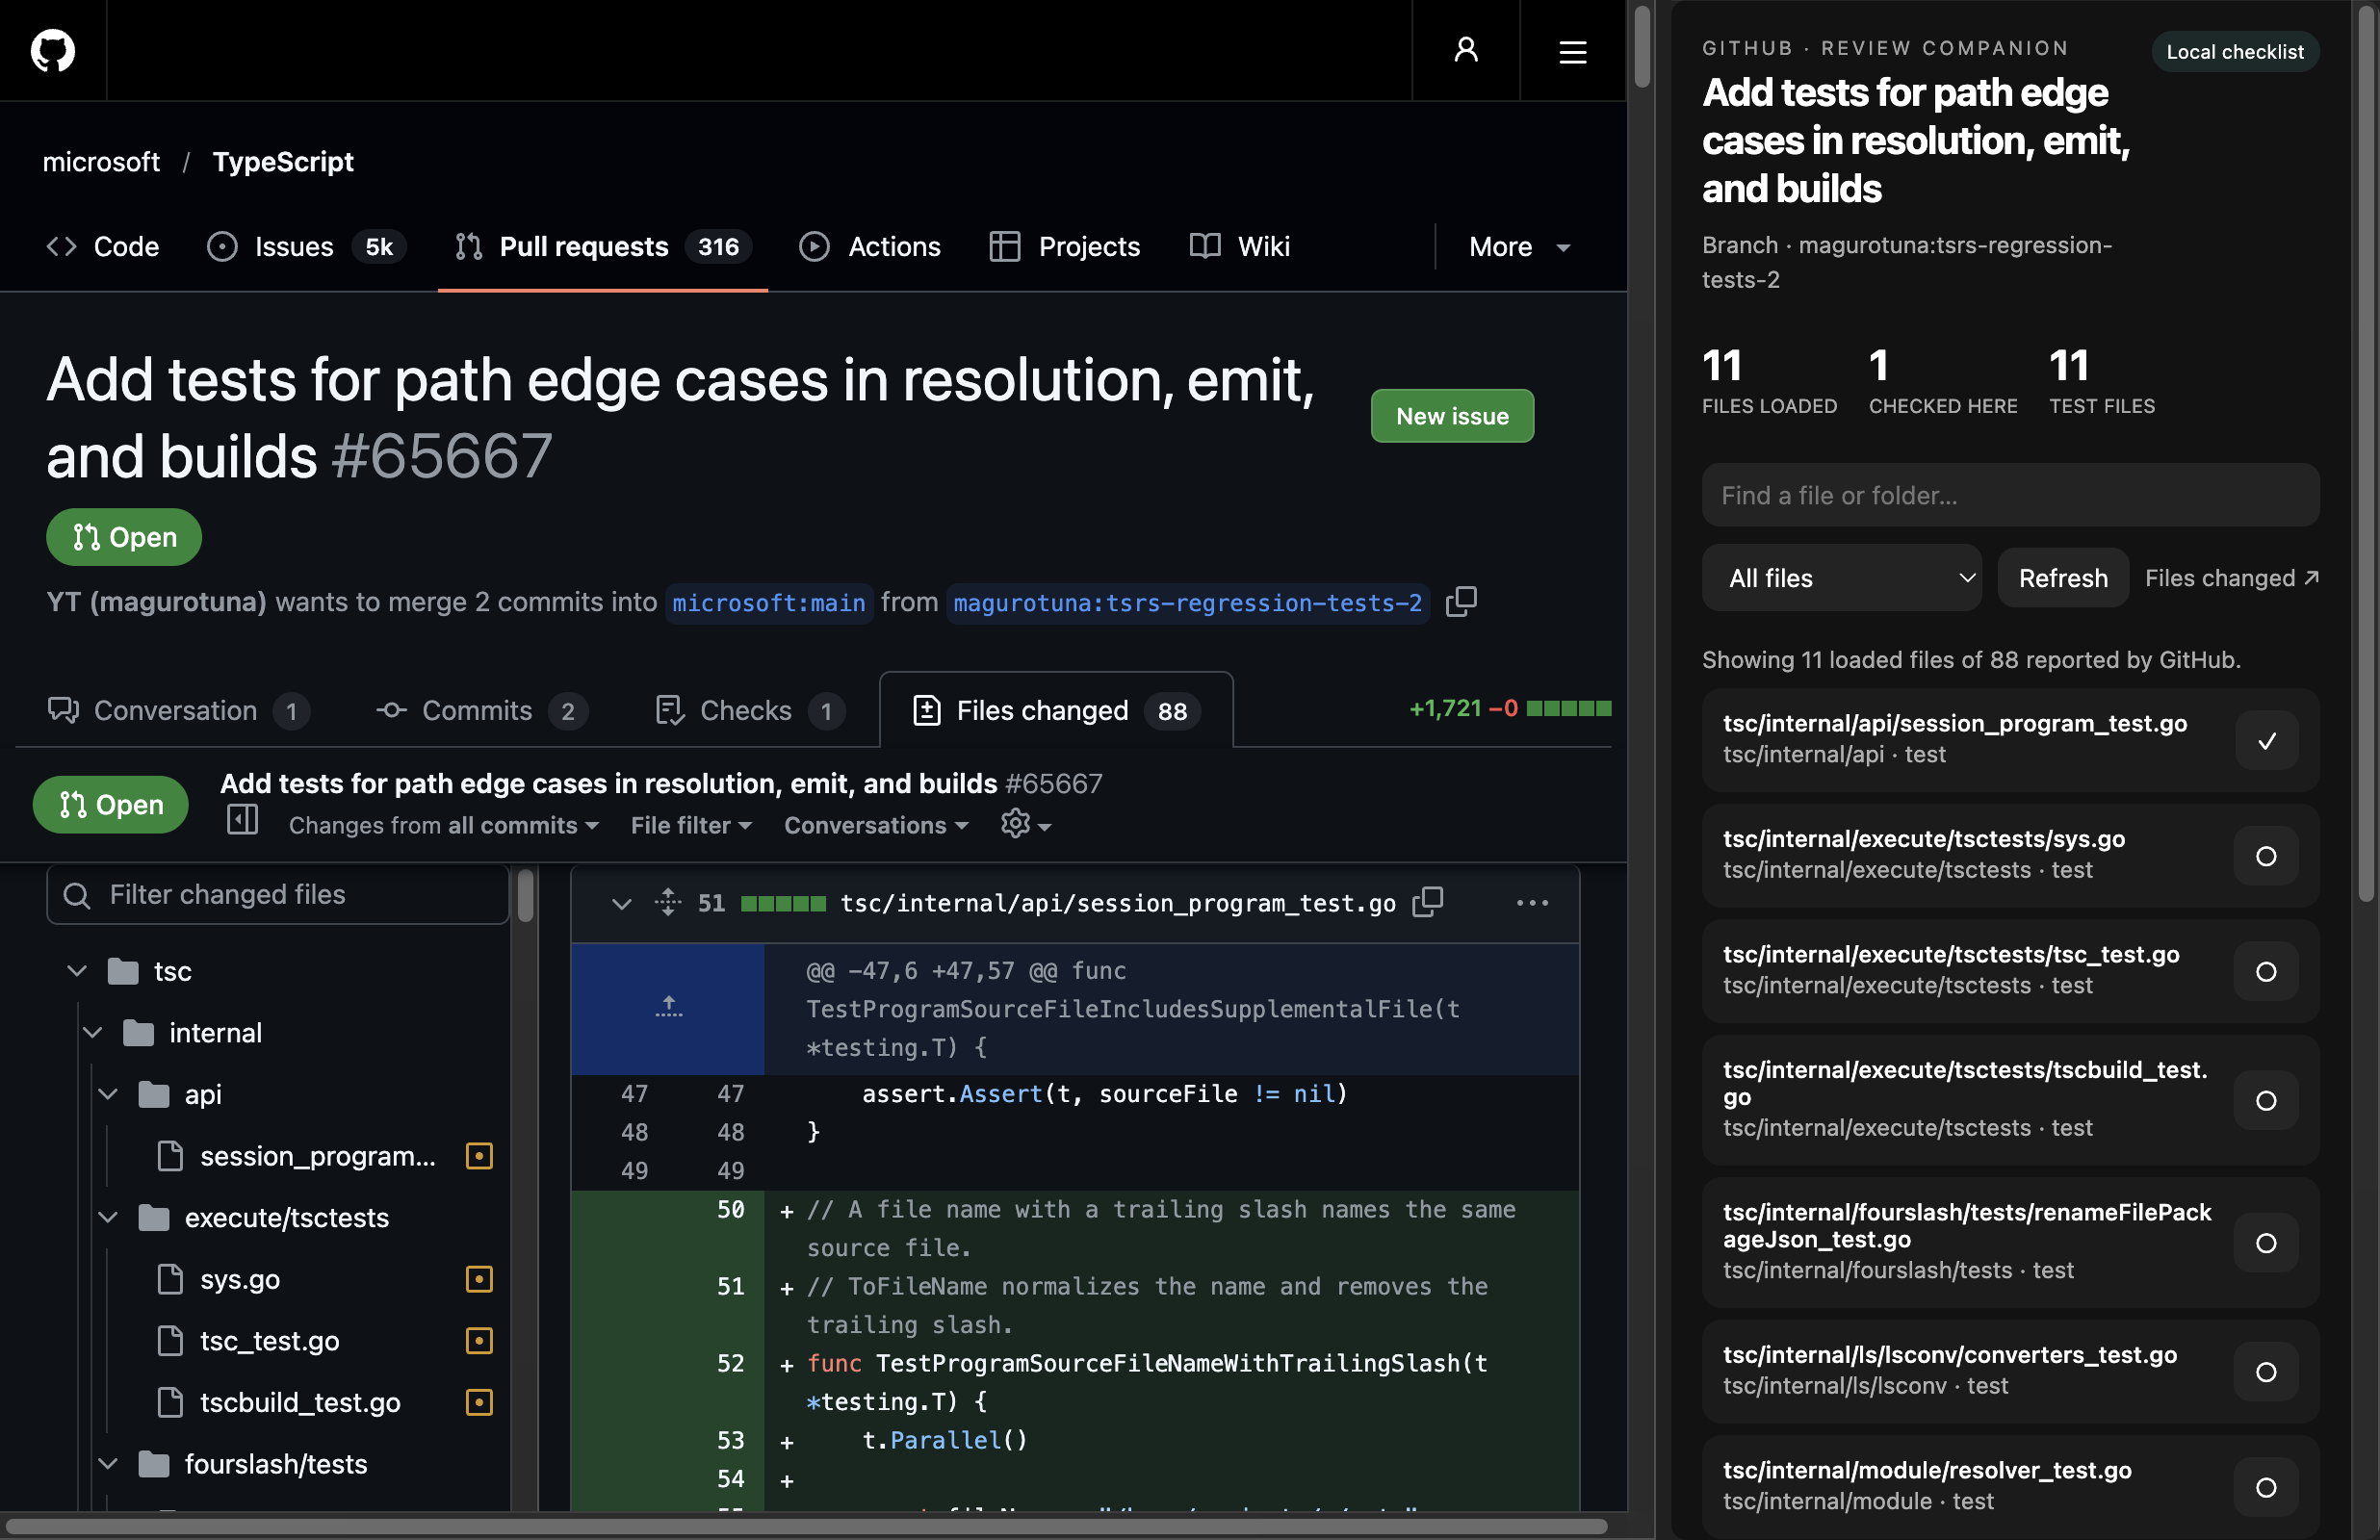 microsoft / TypeScript
Code Issues 5k Pull requests 316 Actions Projects Wiki More
Add tests for path edge cases in resolution, emit,
and builds #65667
New issue
Open
YT (magurotuna) wants to merge 2 commits into microsoft:main from magurotuna:tsrs-regression-tests-2
Conversation 1 Commits 2 Checks 1 Files changed 88 +1,721 −0
Open
Add tests for path edge cases in resolution, emit, and builds #65667
Changes from all commits File filter Conversations
Filter changed files
tsc
internal
api
session_program...
execute/tsctests
sys.go
tsc_test.go
tscbuild_test.go
fourslash/tests
51 tsc/internal/api/session_program_test.go
@@ -47,6 +47,57 @@ func
TestProgramSourceFileIncludesSupplementalFile(t
*testing.T) {
47 47 assert.Assert(t, sourceFile != nil)
48 48 }
49 49
50 + // A file name with a trailing slash names the same
source file.
51 + // ToFileName normalizes the name and removes the
trailing slash.
52 + func TestProgramSourceFileNameWithTrailingSlash(t
*testing.T) {
53 + t.Parallel()
54 +
GITHUB · REVIEW COMPANION
Local checklist
Add tests for path edge
cases in resolution, emit,
and builds
Branch · magurotuna:tsrs-regression-
tests-2
11 1 11
FILES LOADED CHECKED HERE TEST FILES
Find a file or folder...
All files Refresh Files changed ↗
Showing 11 loaded files of 88 reported by GitHub.
tsc/internal/api/session_program_test.go
tsc/internal/api · test
tsc/internal/execute/tsctests/sys.go
tsc/internal/execute/tsctests · test
tsc/internal/execute/tsctests/tsc_test.go
tsc/internal/execute/tsctests · test
tsc/internal/execute/tsctests/tscbuild_test.
go
tsc/internal/execute/tsctests · test
tsc/internal/fourslash/tests/renameFilePack
ageJson_test.go
tsc/internal/fourslash/tests · test
tsc/internal/ls/lsconv/converters_test.go
tsc/internal/ls/lsconv · test
tsc/internal/module/resolver_test.go
tsc/internal/module · test